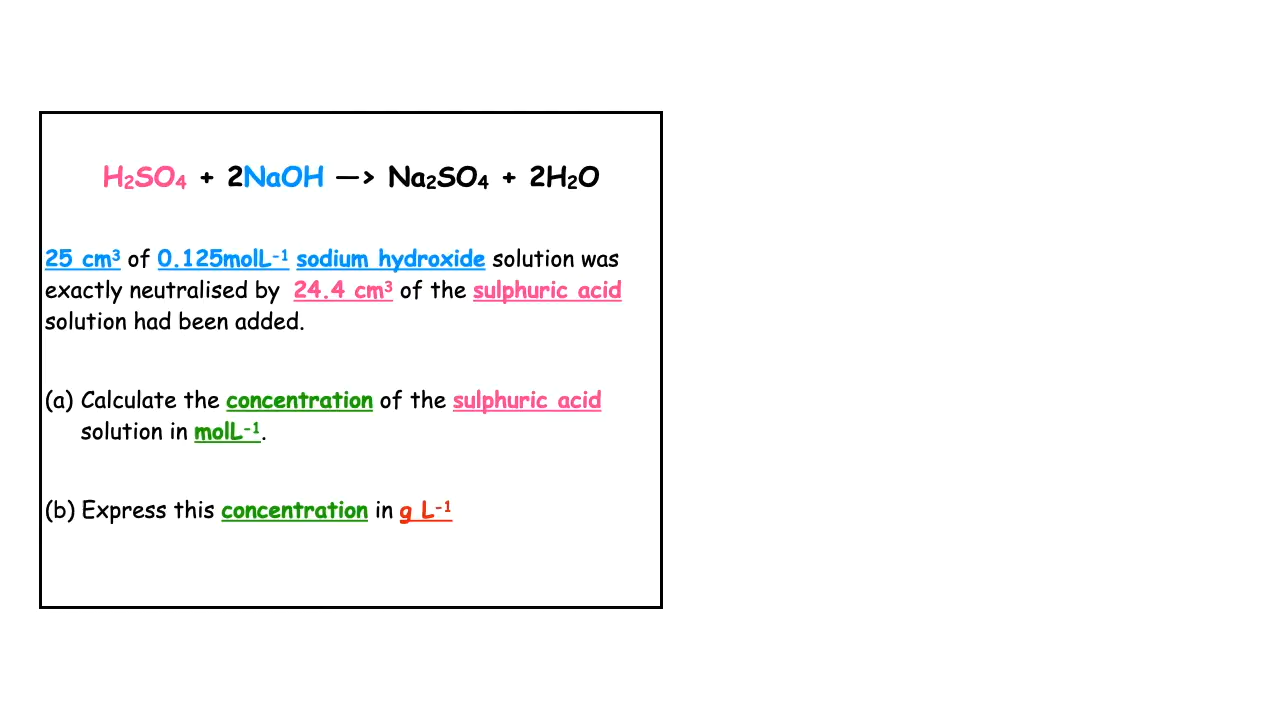 H₂SO₄ + 2NaOH —> Na₂SO₄ + 2H₂O
25 cm³ of 0.125molL⁻¹ sodium hydroxide solution was
exactly neutralised by 24.4 cm³ of the sulphuric acid
solution had been added.
(a) Calculate the concentration of the sulphuric acid
solution in molL⁻¹.
(b) Express this concentration in g L⁻¹